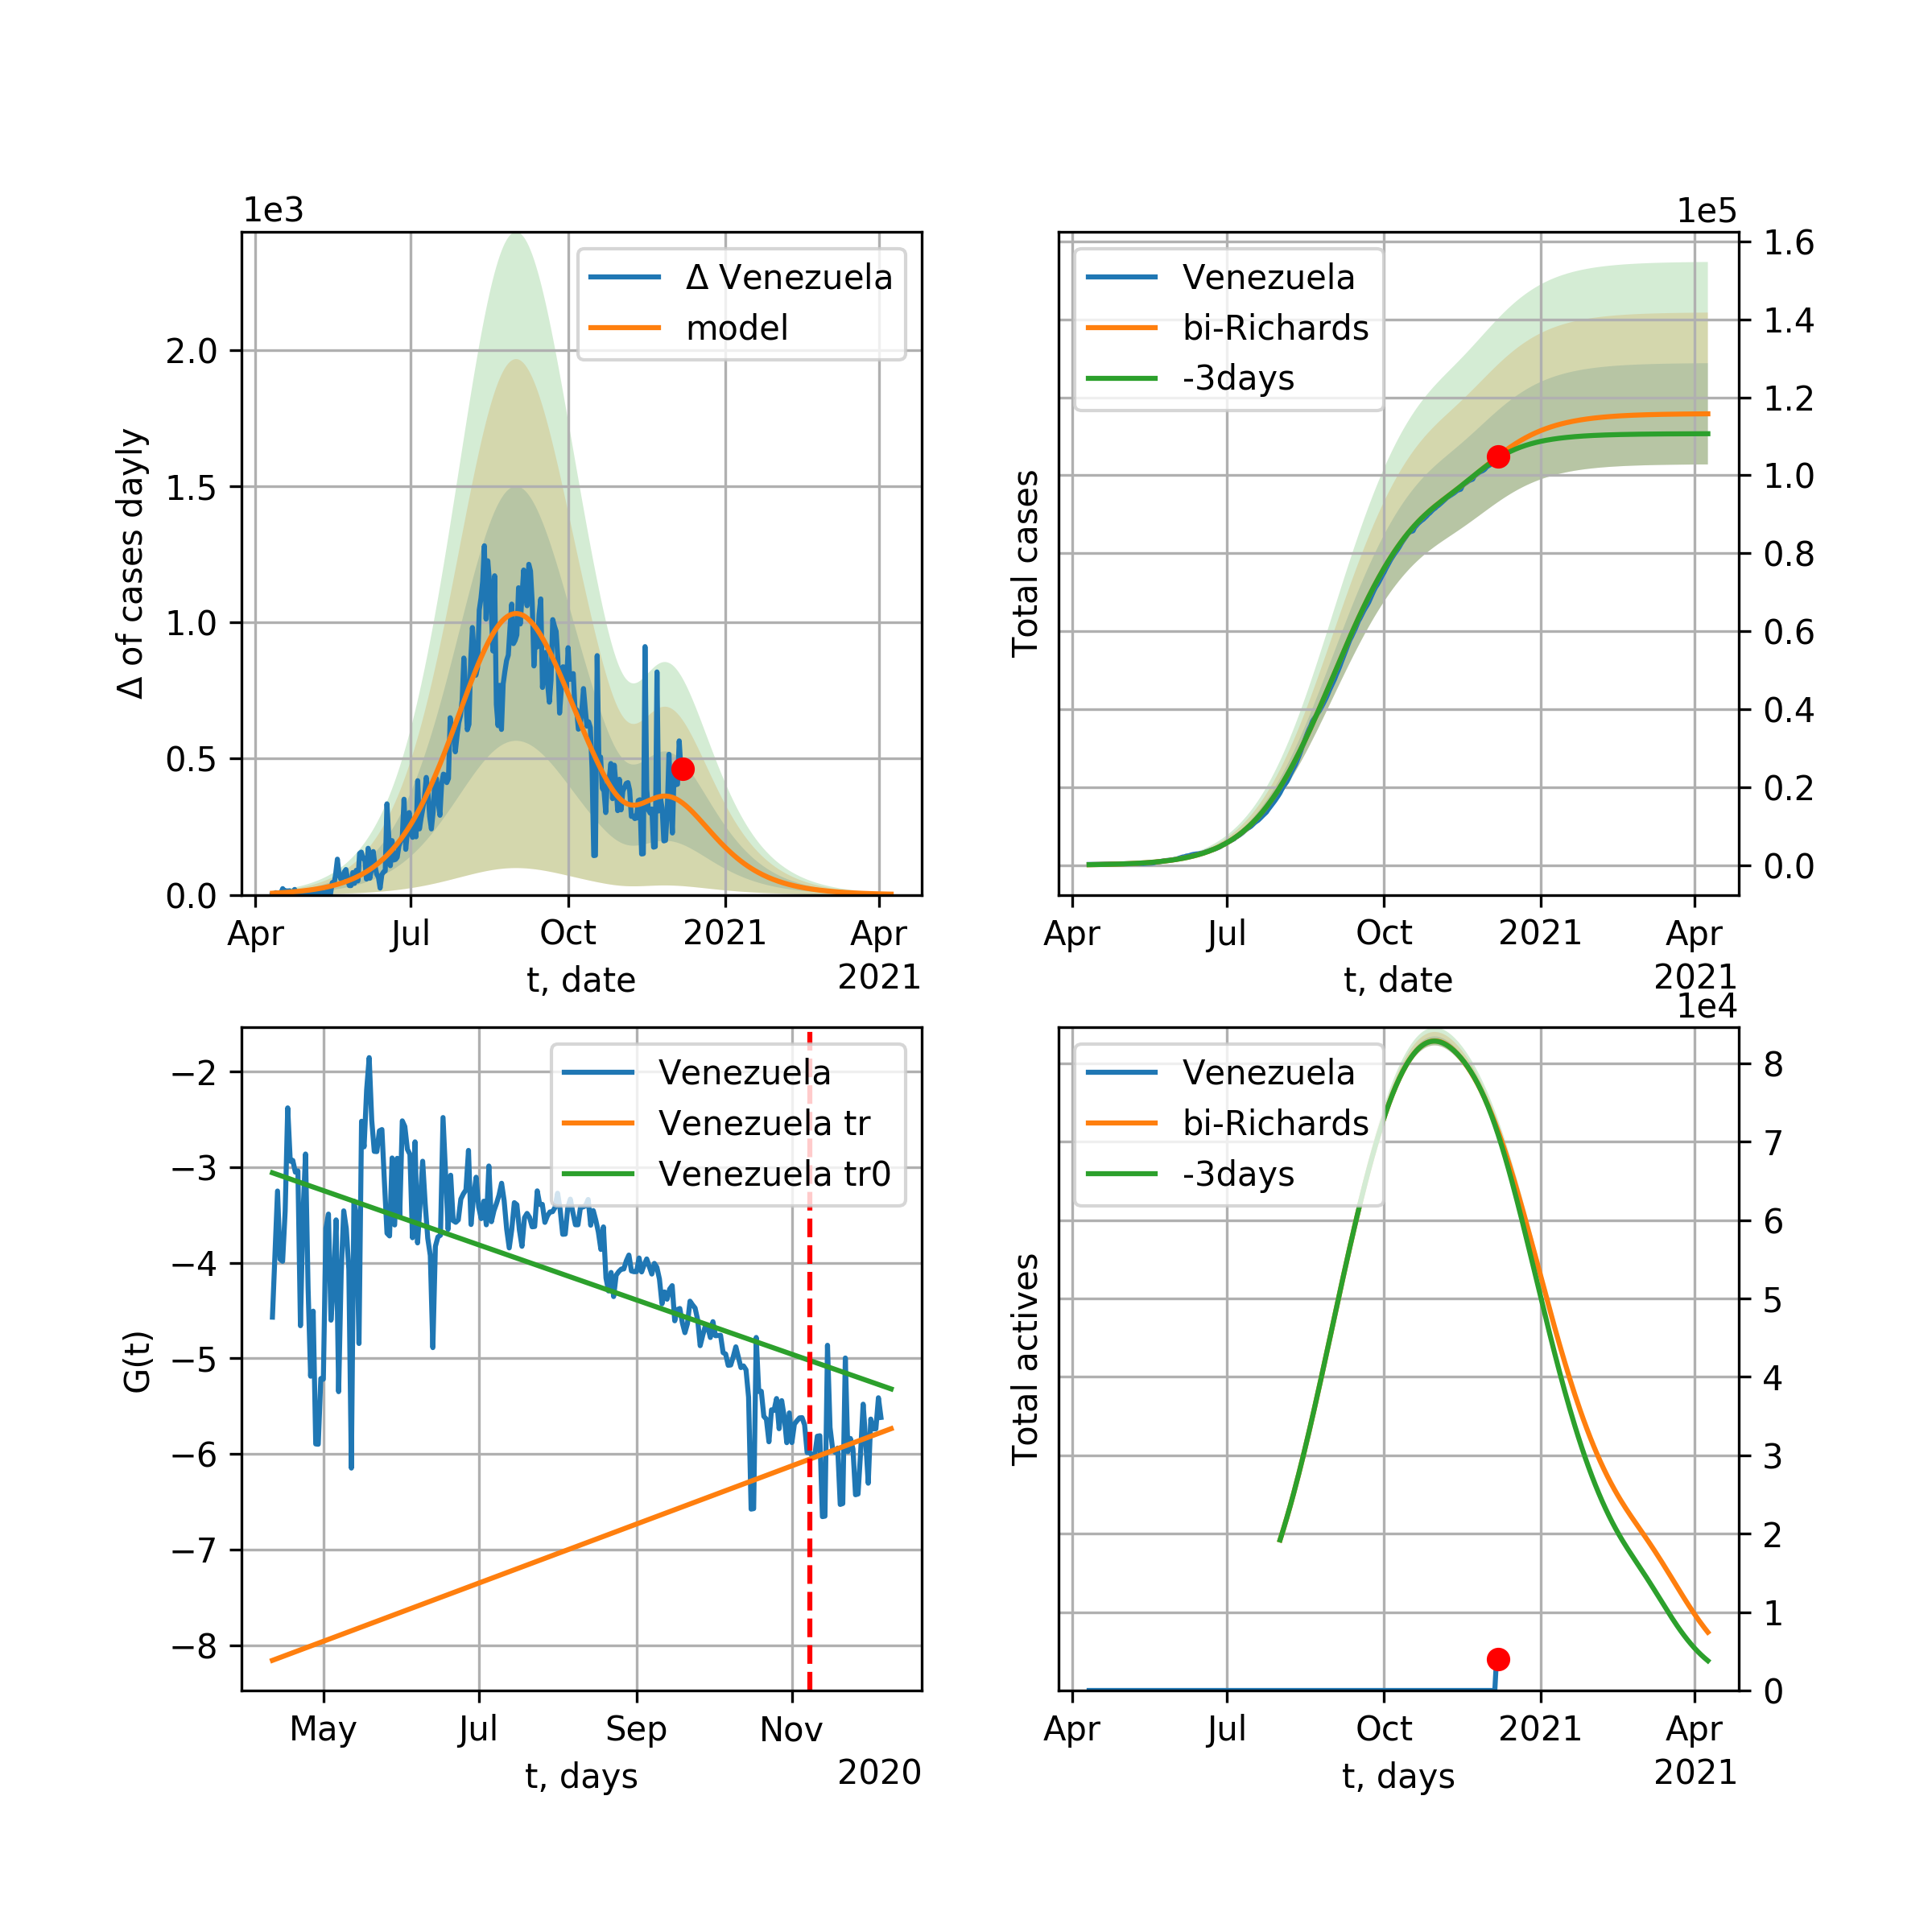 1e3
Δ Venezuela
model
2.0
1.5
1.0
0.5
0.0
Δ of cases dayly
Apr Jul Oct 2021 Apr
2021
t, date
1e5
Venezuela
bi-Richards
-3days
1.6
1.4
1.2
1.0
0.8
0.6
0.4
0.2
0.0
Total cases
Apr Jul Oct 2021 Apr
2021
t, date
Venezuela
Venezuela tr
Venezuela tr0
−2
−3
−4
−5
−6
−7
−8
G(t)
May Jul Sep Nov
2020
t, days
1e4
Venezuela
bi-Richards
-3days
8
7
6
5
4
3
2
1
0
Total actives
Apr Jul Oct 2021 Apr
2021
t, days